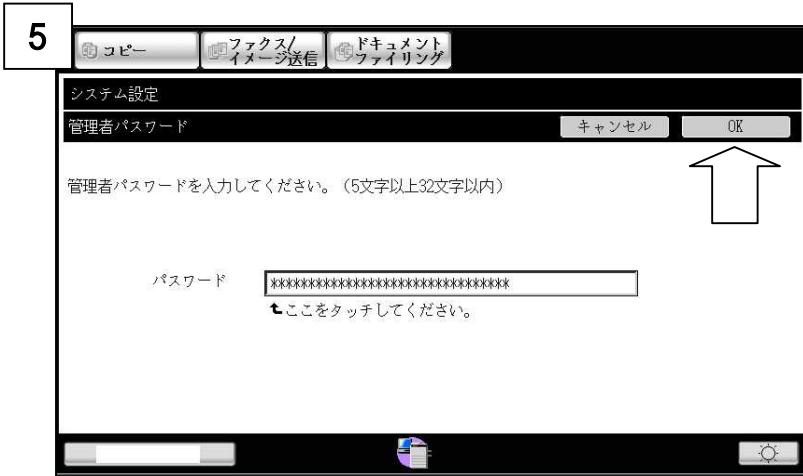 5
コピー
ファクス/
イメージ送信
ドキュメント
ファイリング
システム設定
管理者パスワード
キャンセル
OK
管理者パスワードを入力してください。（5文字以上32文字以内）
パスワード
********************************
ここをタッチしてください。